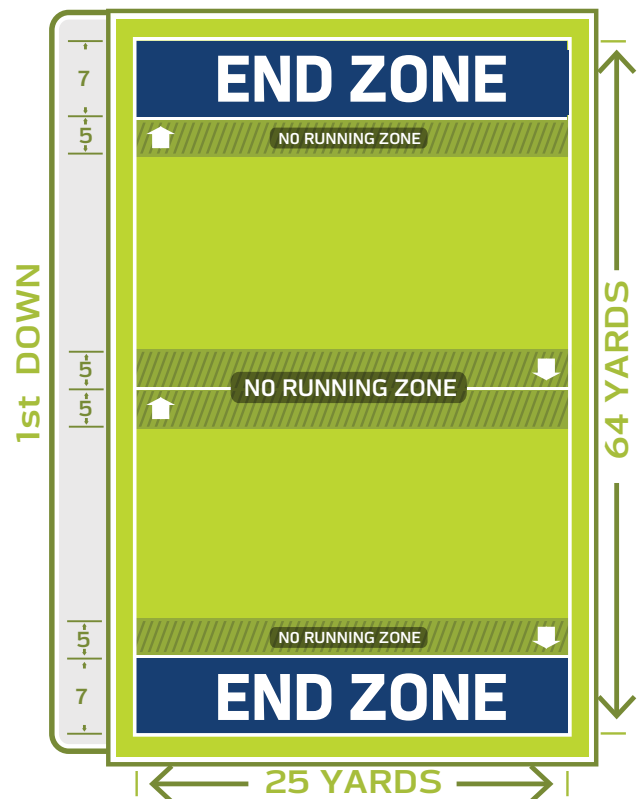 END ZONE
7
5
NO RUNNING ZONE
1st DOWN
5
NO RUNNING ZONE
5
64 YARDS
5
NO RUNNING ZONE
7
END ZONE
25 YARDS